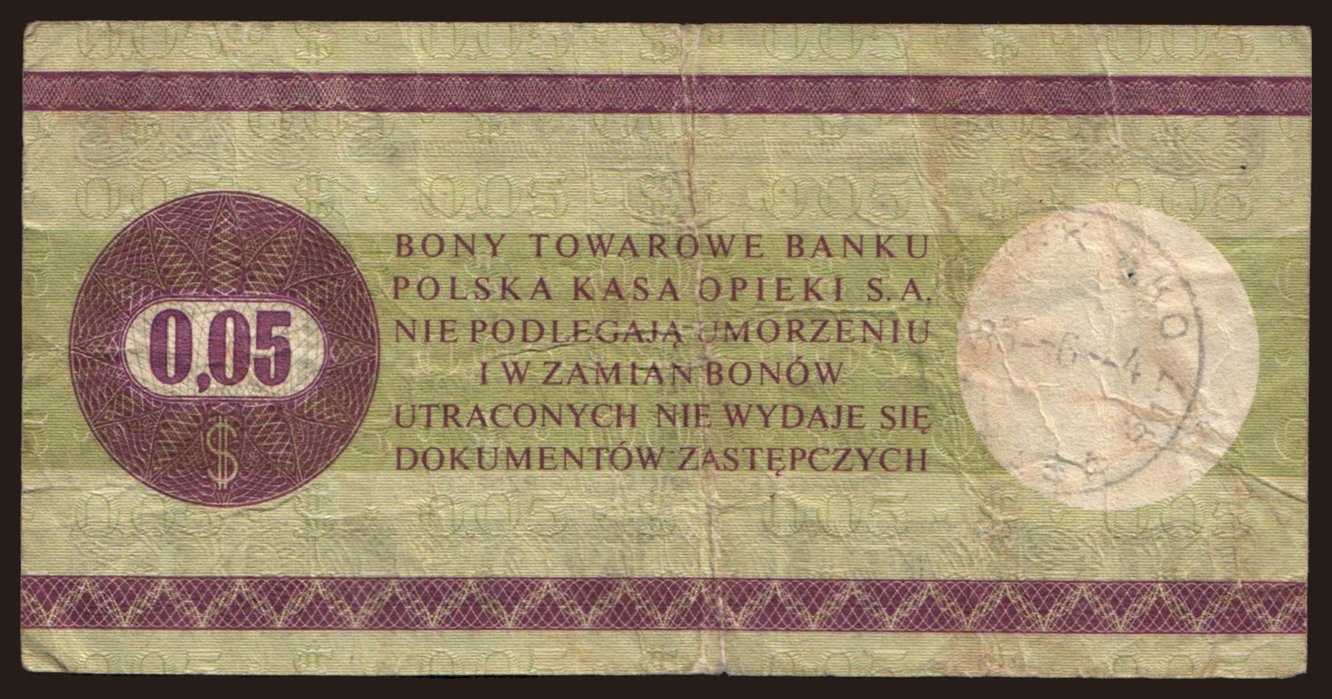 BONY TOWAROWE BANKU
POLSKA KASA OPIEKI S.A.
NIE PODLEGAJĄ UMORZENIU
I W ZAMIAN BONÓW
UTRACONYCH NIE WYDAJE SIĘ
DOKUMENTÓW ZASTĘPCZYCH
0,05
$